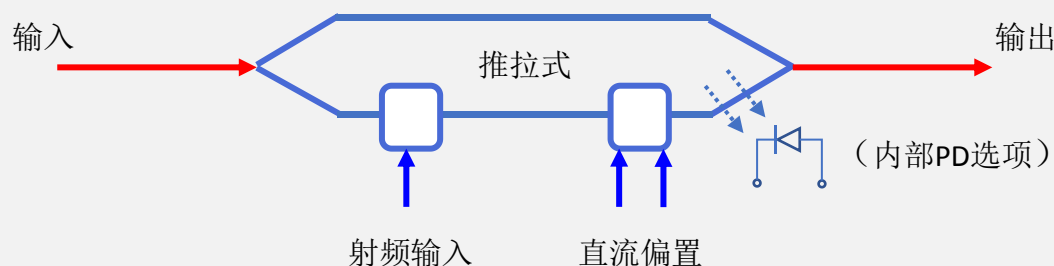 输入
输出
推拉式
（内部PD选项）
射频输入
直流偏置